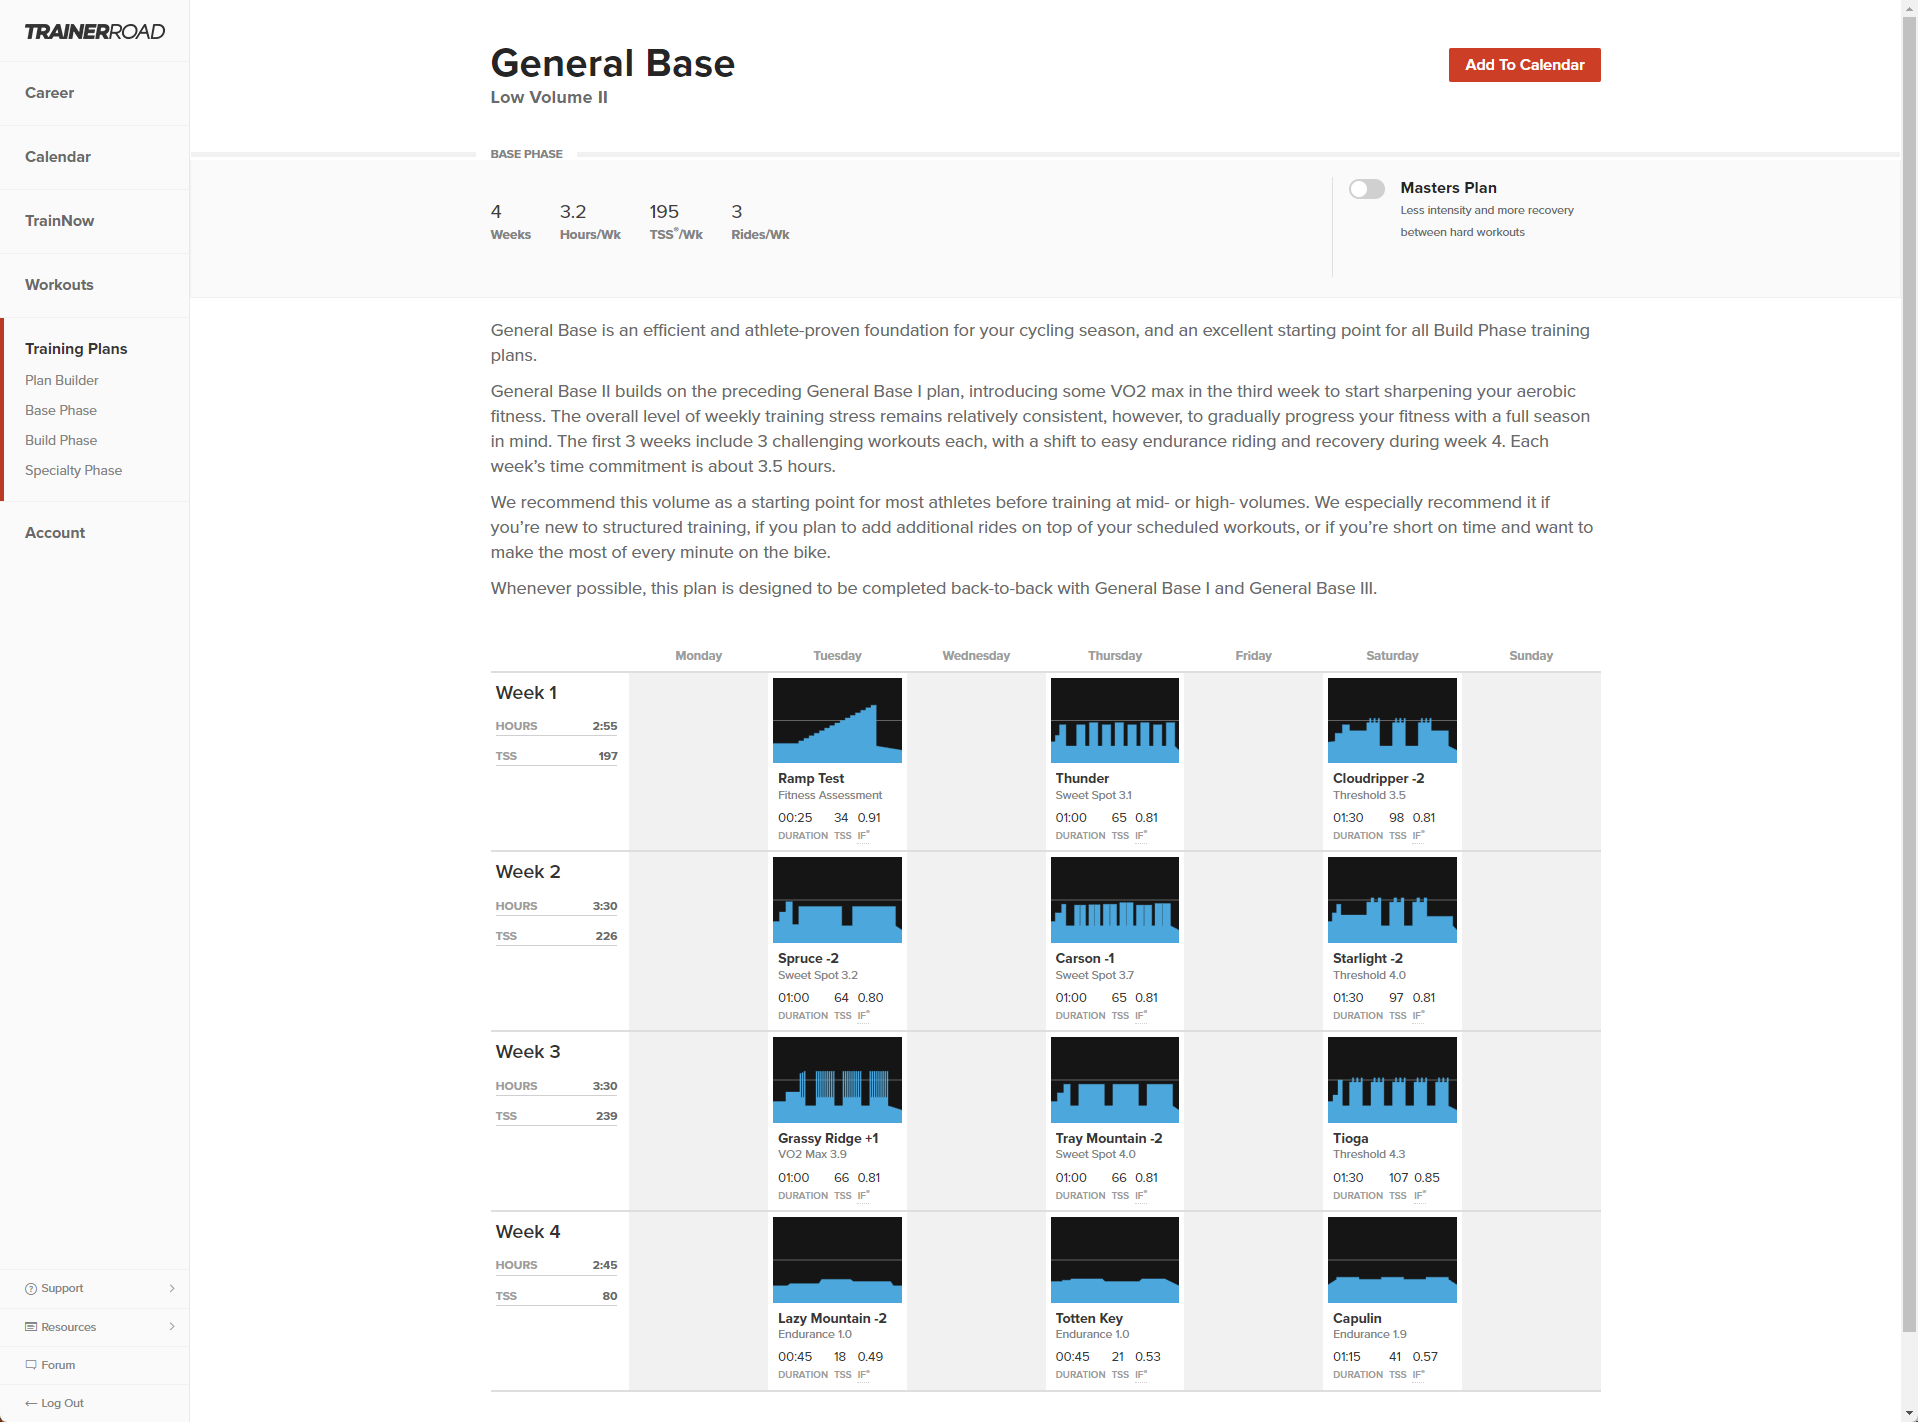 TRAINERROAD
Career
Calendar
TrainNow
Workouts
Training Plans
Plan Builder
Base Phase
Build Phase
Specialty Phase
Account
Support
Resources
Forum
Log Out
General Base
Low Volume II
Add To Calendar
BASE PHASE
4 3.2 195 3
Weeks Hours/Wk TSS®/Wk Rides/Wk
Masters Plan
Less intensity and more recovery
between hard workouts
General Base is an efficient and athlete-proven foundation for your cycling season, and an excellent starting point for all Build Phase training
plans.
General Base II builds on the preceding General Base I plan, introducing some VO2 max in the third week to start sharpening your aerobic
fitness. The overall level of weekly training stress remains relatively consistent, however, to gradually progress your fitness with a full season
in mind. The first 3 weeks include 3 challenging workouts each, with a shift to easy endurance riding and recovery during week 4. Each
week’s time commitment is about 3.5 hours.
We recommend this volume as a starting point for most athletes before training at mid- or high- volumes. We especially recommend it if
you’re new to structured training, if you plan to add additional rides on top of your scheduled workouts, or if you’re short on time and want to
make the most of every minute on the bike.
Whenever possible, this plan is designed to be completed back-to-back with General Base I and General Base III.
Monday Tuesday Wednesday Thursday Friday Saturday Sunday
Week 1
HOURS 2:55
TSS 197
Ramp Test
Fitness Assessment
00:25 34 0.91
DURATION TSS IF®
Thunder
Sweet Spot 3.1
01:00 65 0.81
DURATION TSS IF®
Cloudripper -2
Threshold 3.5
01:30 98 0.81
DURATION TSS IF®
Week 2
HOURS 3:30
TSS 226
Spruce -2
Sweet Spot 3.2
01:00 64 0.80
DURATION TSS IF®
Carson -1
Sweet Spot 3.7
01:00 65 0.81
DURATION TSS IF®
Starlight -2
Threshold 4.0
01:30 97 0.81
DURATION TSS IF®
Week 3
HOURS 3:30
TSS 239
Grassy Ridge +1
VO2 Max 3.9
01:00 66 0.81
DURATION TSS IF®
Tray Mountain -2
Sweet Spot 4.0
01:00 66 0.81
DURATION TSS IF®
Tioga
Threshold 4.3
01:30 107 0.85
DURATION TSS IF®
Week 4
HOURS 2:45
TSS 80
Lazy Mountain -2
Endurance 1.0
00:45 18 0.49
DURATION TSS IF®
Totten Key
Endurance 1.0
00:45 21 0.53
DURATION TSS IF®
Capulin
Endurance 1.9
01:15 41 0.57
DURATION TSS IF®